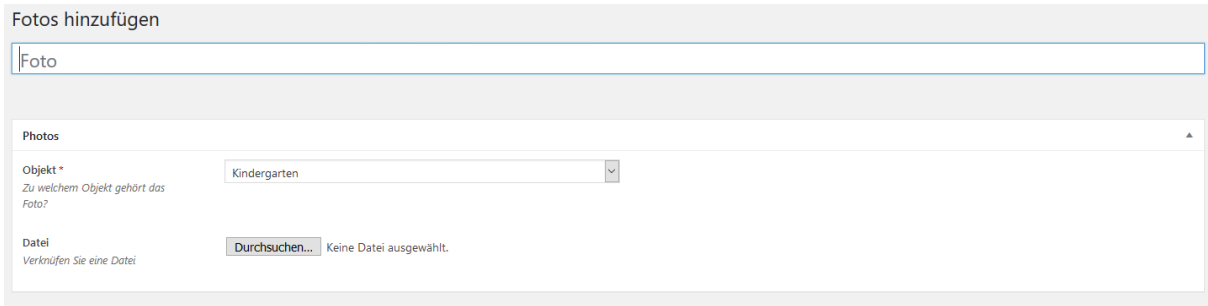 Fotos hinzufügen
Foto
Photos
Objekt *
Kindergarten
Zu welchem Objekt gehört das
Foto?
Datei
Durchsuchen... Keine Datei ausgewählt.
Verknüfen Sie eine Datei